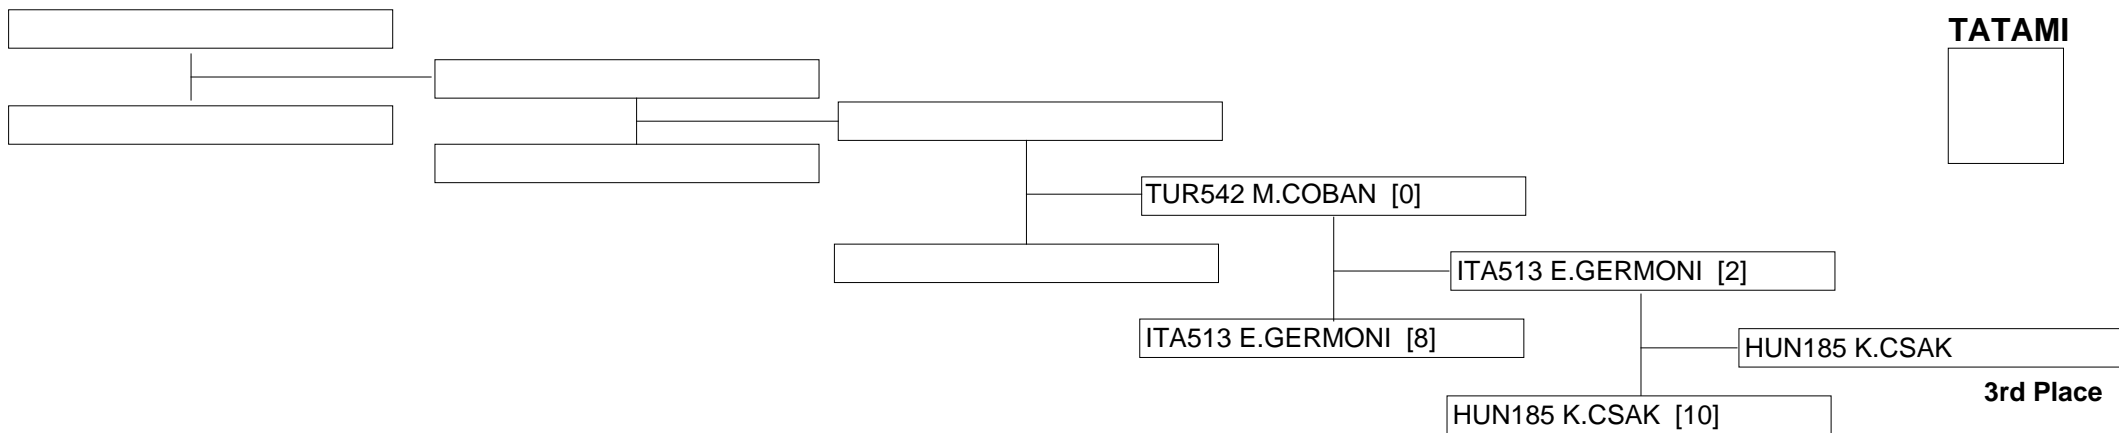 TATAMI
TUR542 M.COBAN [0]
ITA513 E.GERMONI [2]
ITA513 E.GERMONI [8]
HUN185 K.CSAK
3rd Place
HUN185 K.CSAK [10]